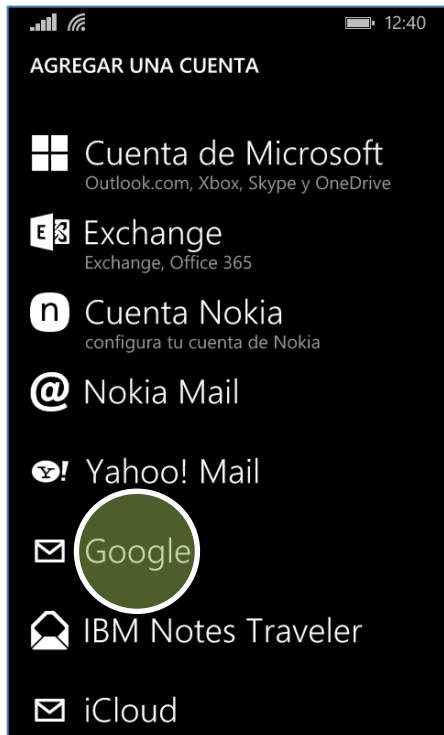 12:40
AGREGAR UNA CUENTA
Cuenta de Microsoft
Outlook.com, Xbox, Skype y OneDrive
E Exchange
Exchange, Office 365
n Cuenta Nokia
configura tu cuenta de Nokia
@ Nokia Mail
Y! Yahoo! Mail
Google
IBM Notes Traveler
iCloud